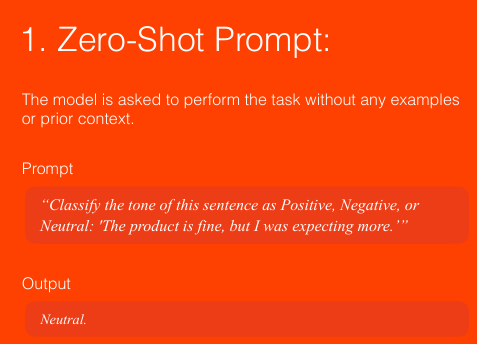 1. Zero-Shot Prompt:
The model is asked to perform the task without any examples
or prior context.
Prompt
“Classify the tone of this sentence as Positive, Negative, or
Neutral: 'The product is fine, but I was expecting more.’”
Output
Neutral.